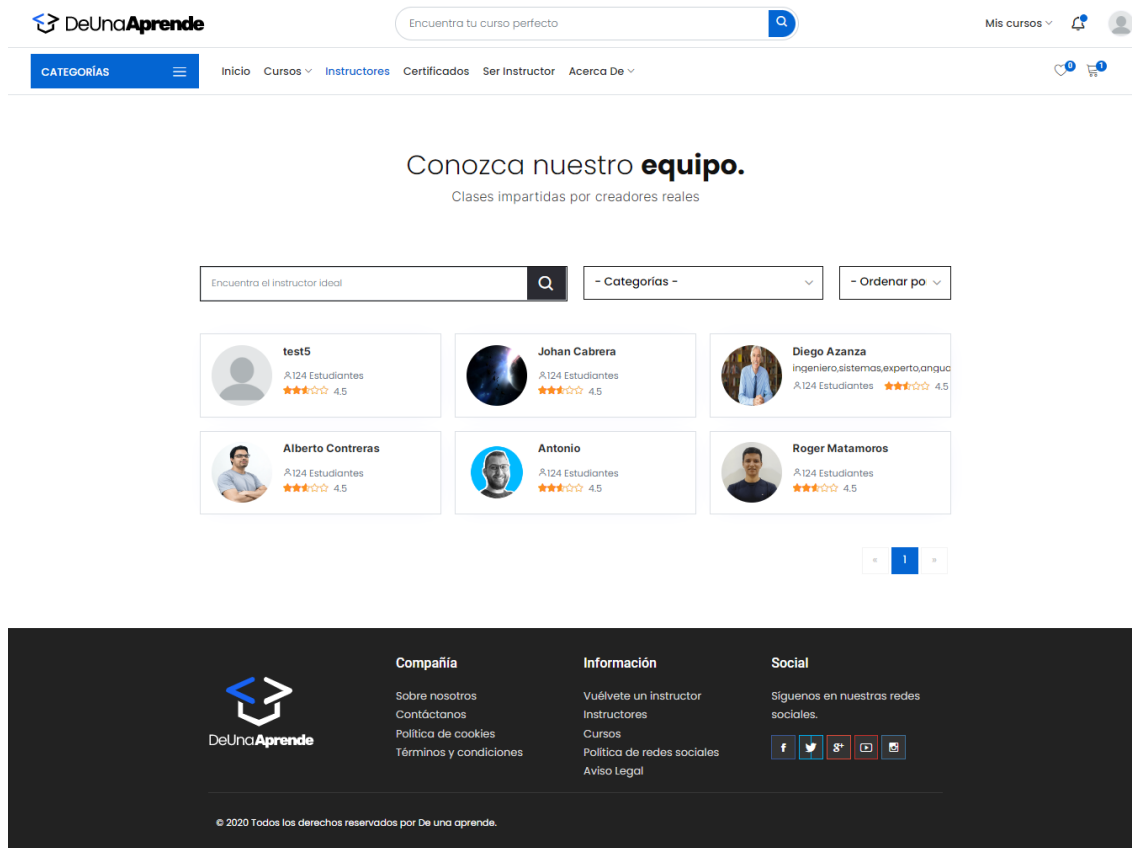 DeUnaAprende
Encuentra tu curso perfecto
Mis cursos
CATEGORÍAS
Inicio Cursos Instructores Certificados Ser Instructor Acerca De
0 1
Conozca nuestro equipo.
Clases impartidas por creadores reales
Encuentra el instructor ideal
- Categorías -
- Ordenar po
test5
124 Estudiantes
4.5
Johan Cabrera
124 Estudiantes
4.5
Diego Azanza
ingeniero,sistemas,experto,angua
124 Estudiantes 4.5
Alberto Contreras
124 Estudiantes
4.5
Antonio
124 Estudiantes
4.5
Roger Matamoros
124 Estudiantes
4.5
« 1 »
DeUnaAprende
Compañía
Sobre nosotros
Contáctanos
Política de cookies
Términos y condiciones
Información
Vuélvete un instructor
Instructores
Cursos
Política de redes sociales
Aviso Legal
Social
Síguenos en nuestras redes
sociales.
© 2020 Todos los derechos reservados por De una aprende.